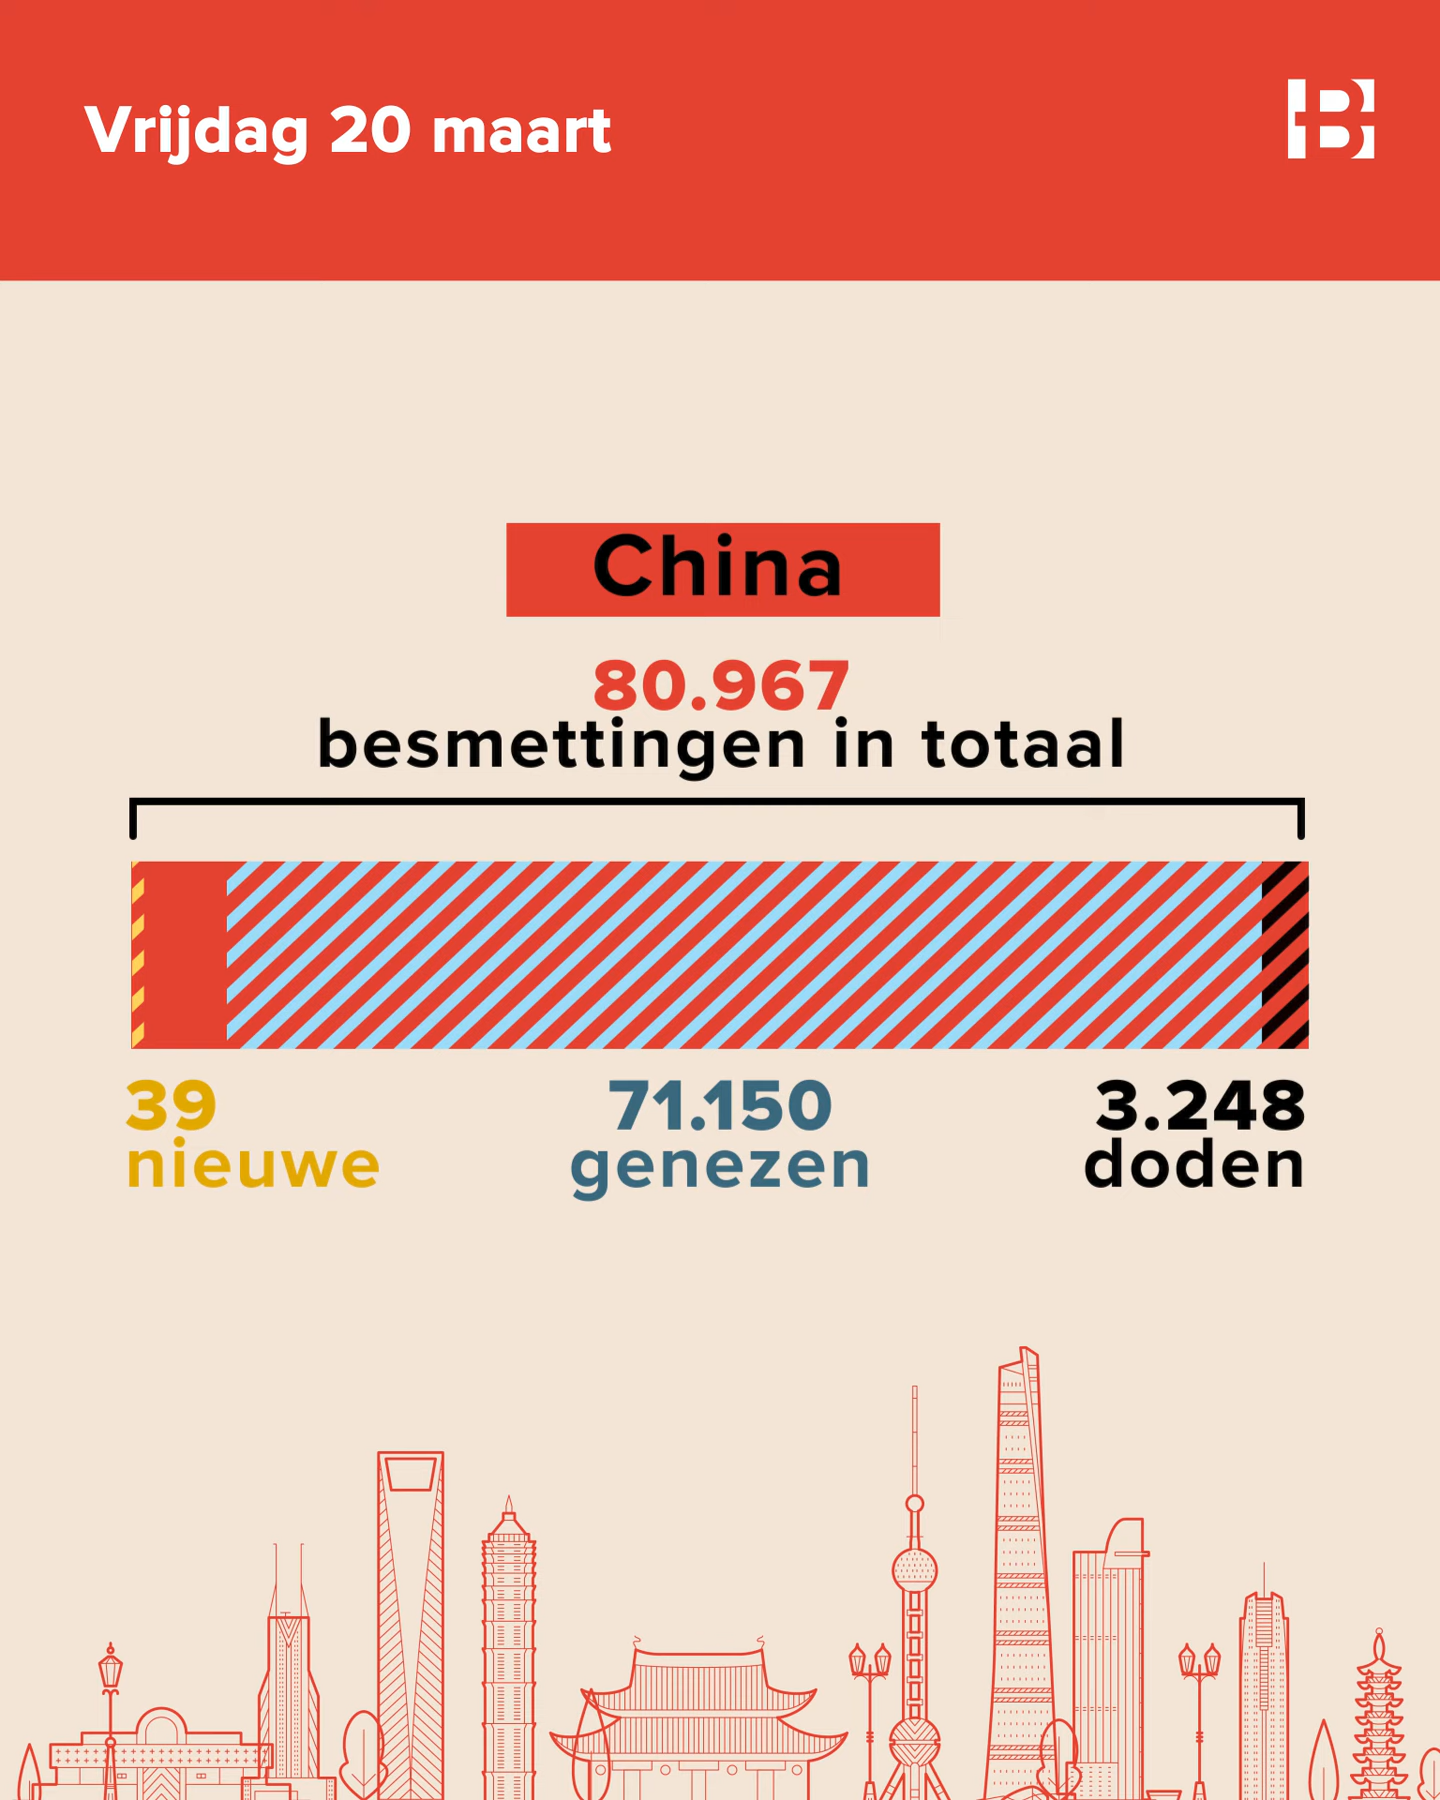 Vrijdag 20 maart
B
China
80.967
besmettingen in totaal
39
nieuwe
71.150
genezen
3.248
doden